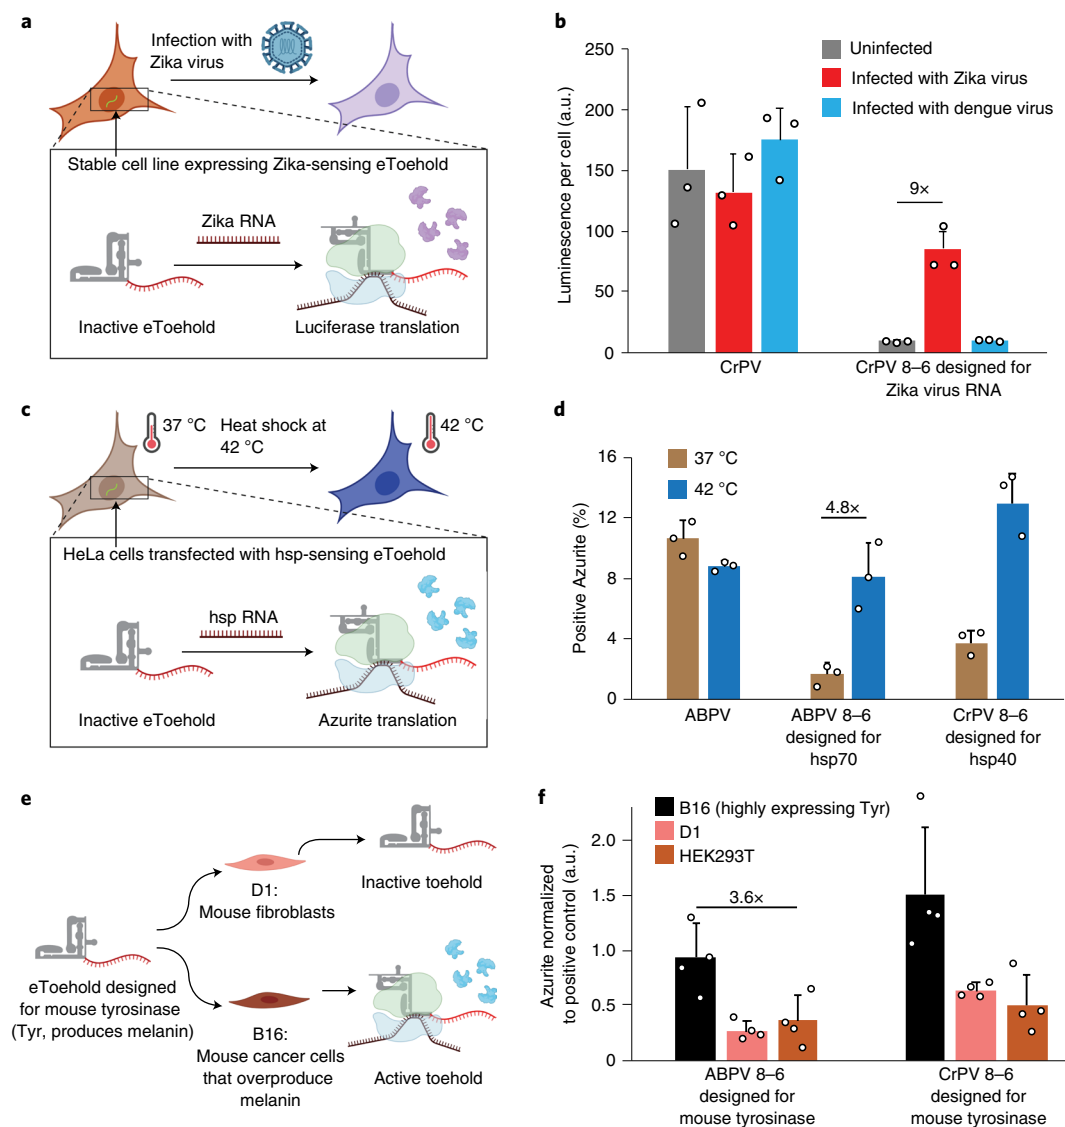 a
Infection with
Zika virus
Stable cell line expressing Zika-sensing eToehold
Zika RNA
Inactive eToehold
Luciferase translation
b
Luminescence per cell (a.u.)
250
200
150
100
50
0
Uninfected
Infected with Zika virus
Infected with dengue virus
9×
CrPV
CrPV 8–6 designed for
Zika virus RNA
c
37 °C
Heat shock at
42 °C
42 °C
HeLa cells transfected with hsp-sensing eToehold
hsp RNA
Inactive eToehold
Azurite translation
d
Positive Azurite (%)
16
12
8
4
0
37 °C
42 °C
4.8×
ABPV
ABPV 8–6
designed for
hsp70
CrPV 8–6
designed for
hsp40
e
eToehold designed
for mouse tyrosinase
(Tyr, produces melanin)
D1:
Mouse fibroblasts
Inactive toehold
B16:
Mouse cancer cells
that overproduce
melanin
Active toehold
f
Azurite normalized
to positive control (a.u.)
2.0
1.5
1.0
0.5
0
B16 (highly expressing Tyr)
D1
HEK293T
3.6×
ABPV 8–6
designed for
mouse tyrosinase
CrPV 8–6
designed for
mouse tyrosinase